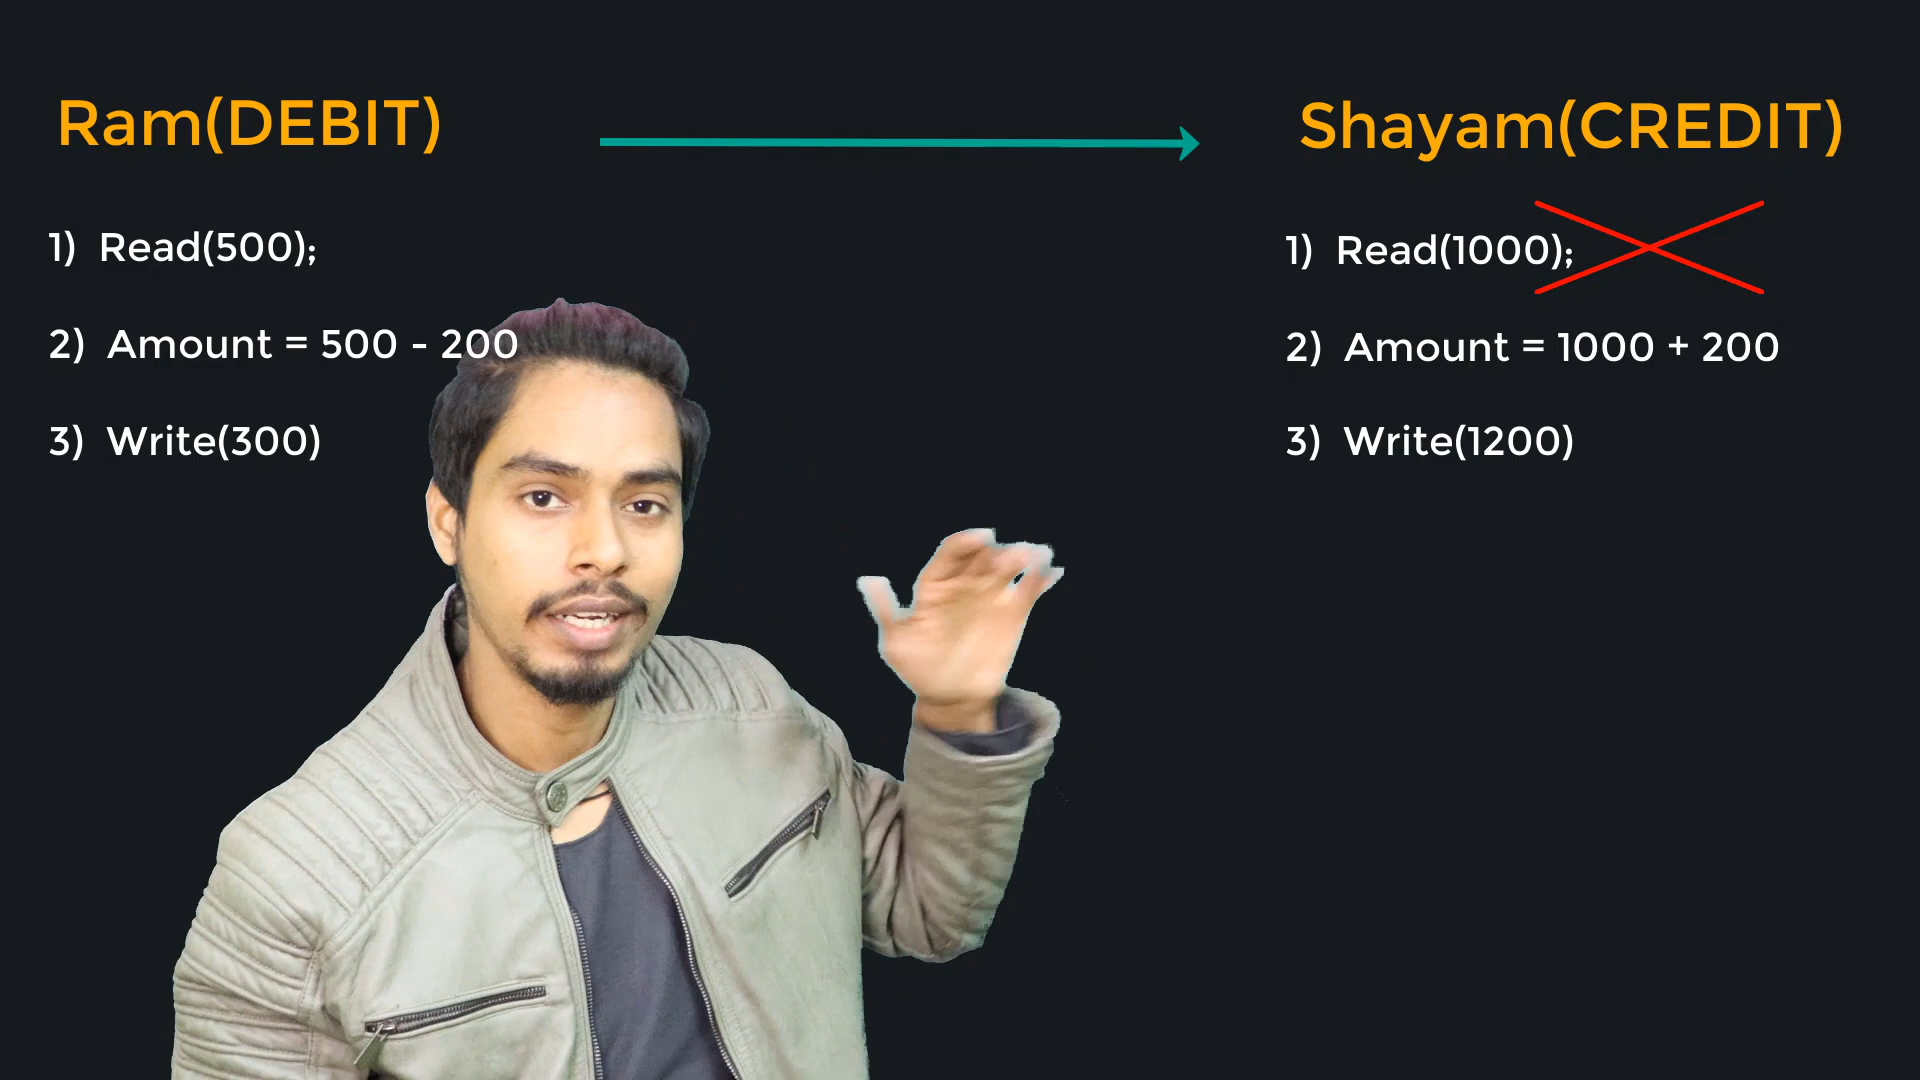 Ram(DEBIT)
1) Read(500);
2) Amount = 500 - 200
3) Write(300)
Shayam(CREDIT)
1) Read(1000);
2) Amount = 1000 + 200
3) Write(1200)